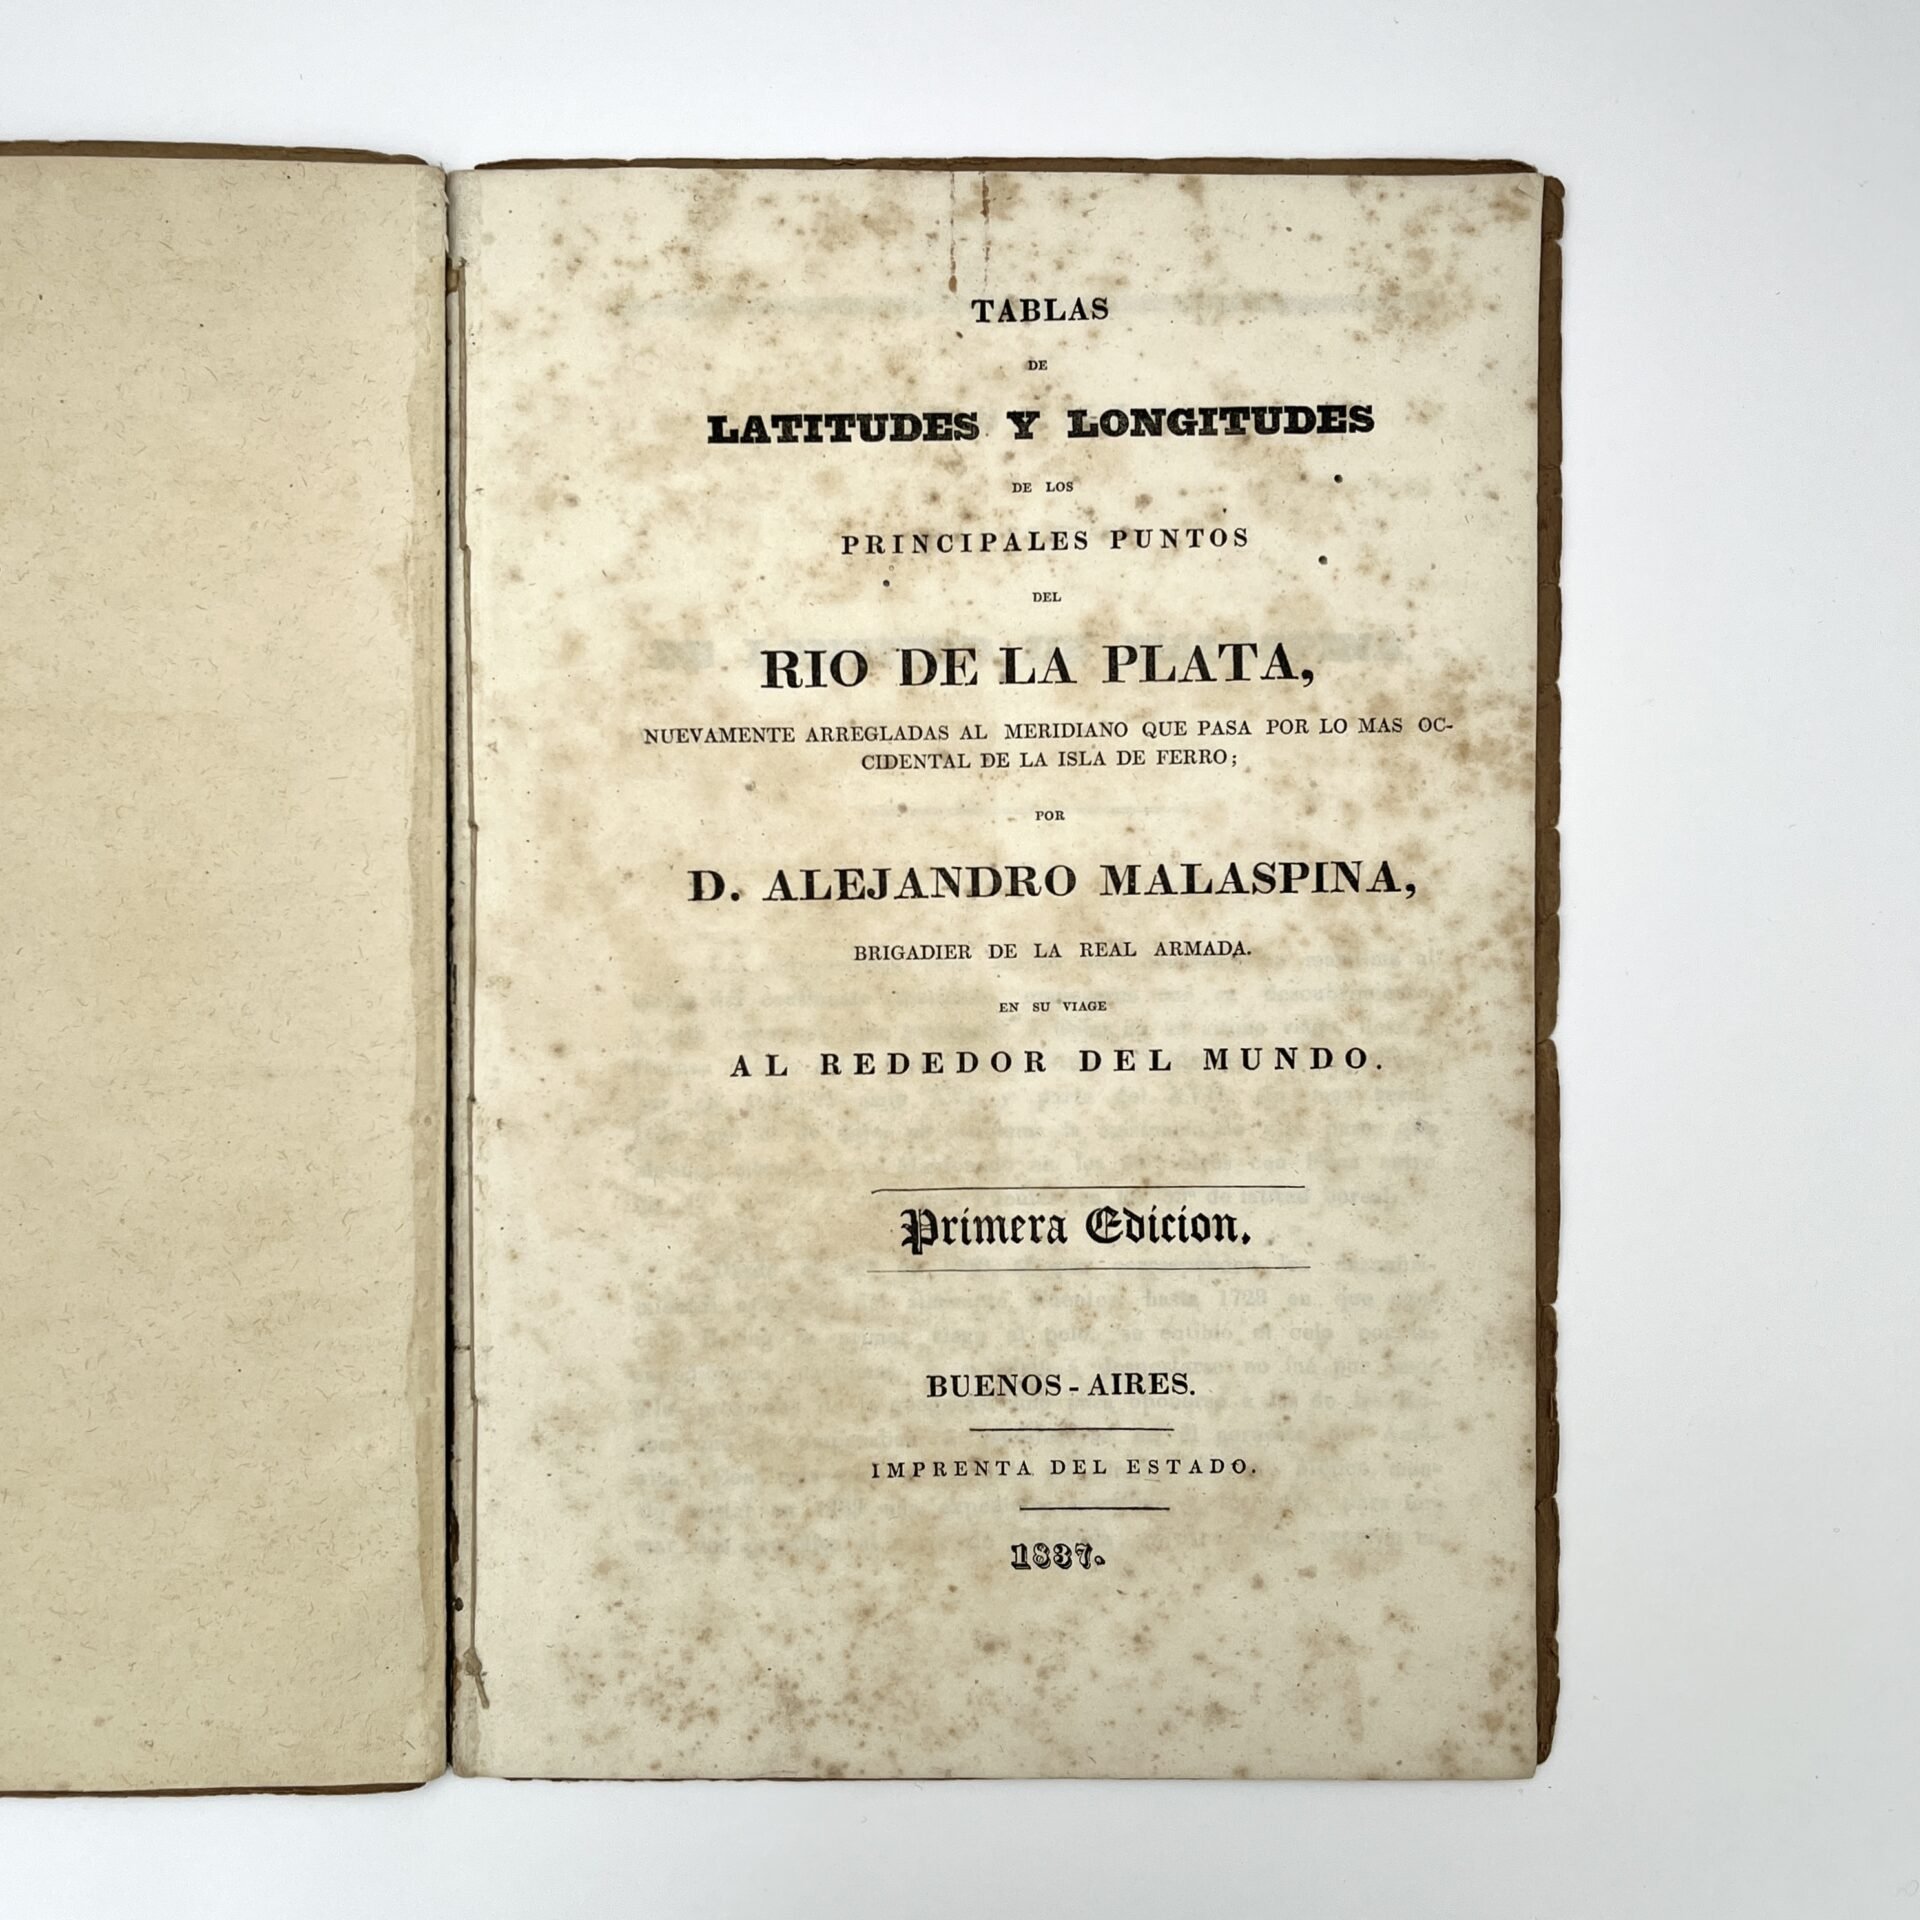 TABLAS
DE
LATITUDES Y LONGITUDES
DE LOS
PRINCIPALES PUNTOS
DEL
RIO DE LA PLATA,
NUEVAMENTE ARREGLADAS AL MERIDIANO QUE PASA POR LO MAS OC-
CIDENTAL DE LA ISLA DE FERRO;
POR
D. ALEJANDRO MALASPINA,
BRIGADIER DE LA REAL ARMADA.
EN SU VIAGE
AL REDEDOR DEL MUNDO.
Primera Edicion.
BUENOS-AIRES.
IMPRENTA DEL ESTADO.
1837.